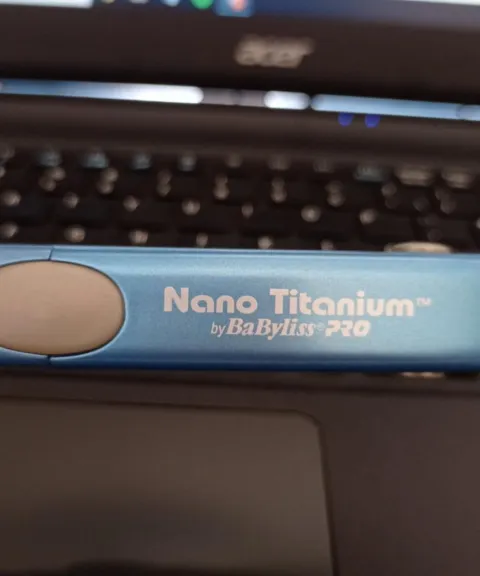 acer
Nano Titanium™
by BaByliss® PRO